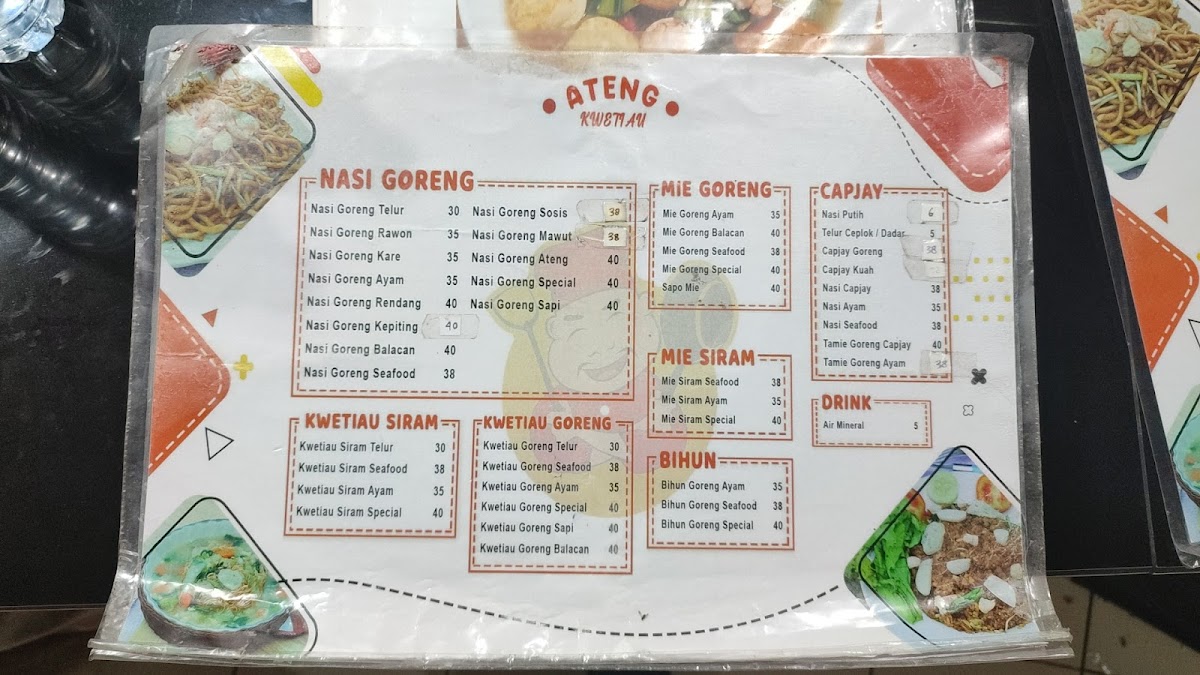 ATENG
KWETIAU
NASI GORENG
Nasi Goreng Telur 30
Nasi Goreng Rawon 35
Nasi Goreng Kare 35
Nasi Goreng Ayam 35
Nasi Goreng Rendang 40
Nasi Goreng Kepiting 40
Nasi Goreng Balacan 40
Nasi Goreng Seafood 38
Nasi Goreng Sosis 38
Nasi Goreng Mawut 38
Nasi Goreng Ateng 40
Nasi Goreng Special 40
Nasi Goreng Sapi 40
MIE GORENG
Mie Goreng Ayam 35
Mie Goreng Balacan 40
Mie Goreng Seafood 38
Mie Goreng Special 40
Sapo Mie 40
CAPJAY
Nasi Putih 6
Telur Ceplok / Dadar 5
Capjay Goreng 38
Capjay Kuah
Nasi Capjay 38
Nasi Ayam 35
Nasi Seafood 38
Tamie Goreng Capjay 40
Tamie Goreng Ayam 38
MIE SIRAM
Mie Siram Seafood 38
Mie Siram Ayam 35
Mie Siram Special 40
DRINK
Air Mineral 5
KWETIAU SIRAM
Kwetiau Siram Telur 30
Kwetiau Siram Seafood 38
Kwetiau Siram Ayam 35
Kwetiau Siram Special 40
KWETIAU GORENG
Kwetiau Goreng Telur 30
Kwetiau Goreng Seafood 38
Kwetiau Goreng Ayam 35
Kwetiau Goreng Special 40
Kwetiau Goreng Sapi 40
Kwetiau Goreng Balacan 40
BIHUN
Bihun Goreng Ayam 35
Bihun Goreng Seafood 38
Bihun Goreng Special 40